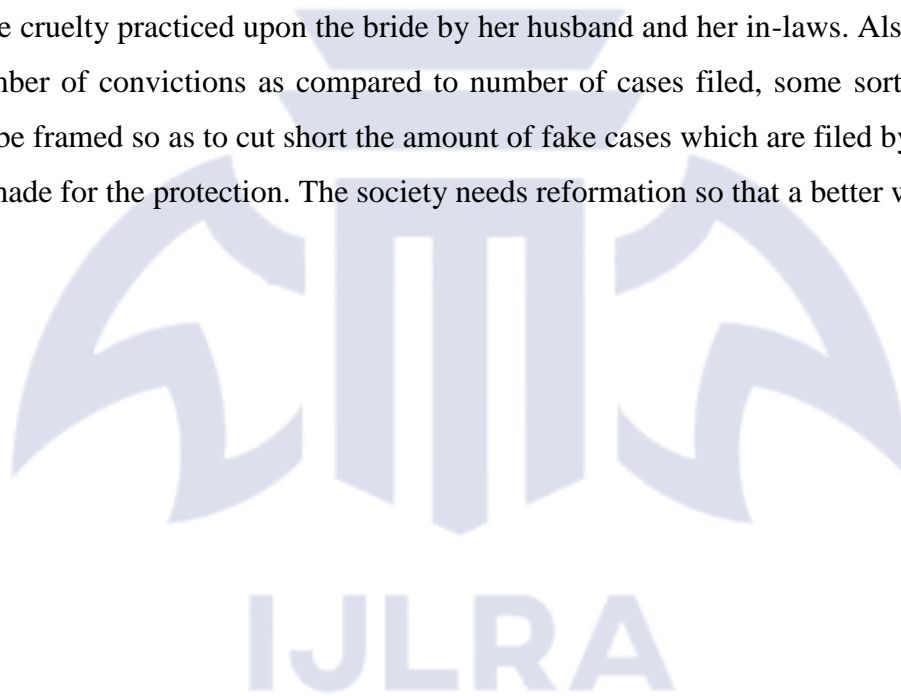 e cruelty practiced upon the bride by her husband and her in-laws. Als
ber of convictions as compared to number of cases filed, some sort
be framed so as to cut short the amount of fake cases which are filed by
made for the protection. The society needs reformation so that a better
IJLRA